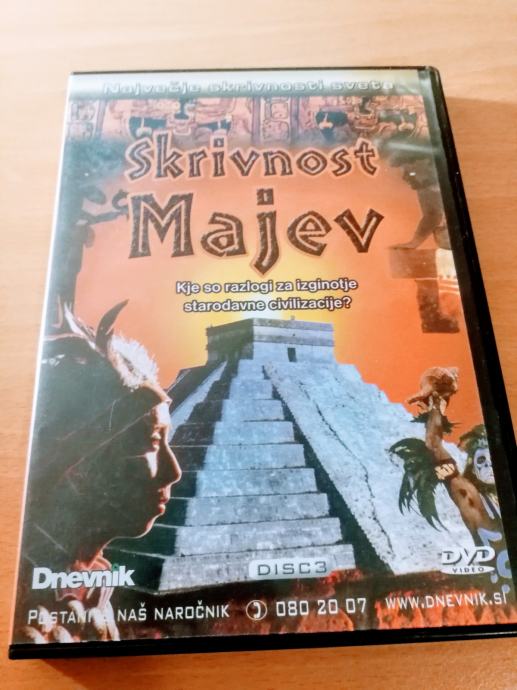 Največje skrivnosti sveta
Skrivnost
Majev
Kje so razlogi za izginotje
starodavne civilizacije?
Dnevnik
DISC3
DVD
VIDEO
POSTANITE NAŠ NAROČNIK 080 20 07 WWW.DNEVNIK.SI